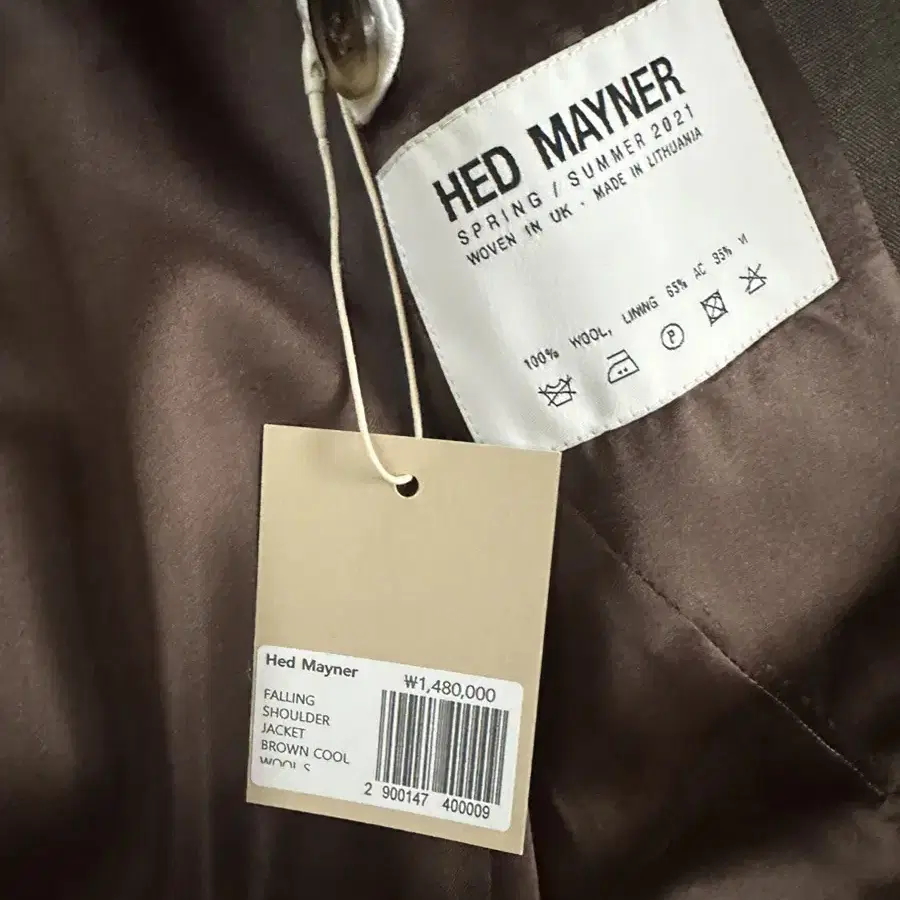 HED MAYNER
SPRING / SUMMER 2021
WOVEN IN UK - MADE IN LITHUANIA
100% WOOL, LINING 65% AC 35% VI
P
Hed Mayner
₩1,480,000
FALLING
SHOULDER
JACKET
BROWN COOL
WOOL S
2 900147 400009